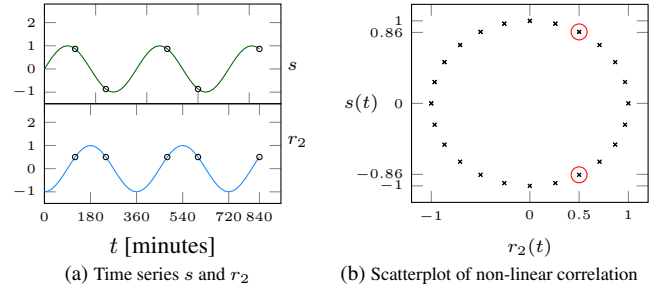 2
1
0
−1
s
2
1
0
−1
r2
0 180 360 540 720 840
t [minutes]
(a) Time series s and r2
1
0.86
s(t) 0
−0.86
−1
−1 0 0.5 1
r2(t)
(b) Scatterplot of non-linear correlation